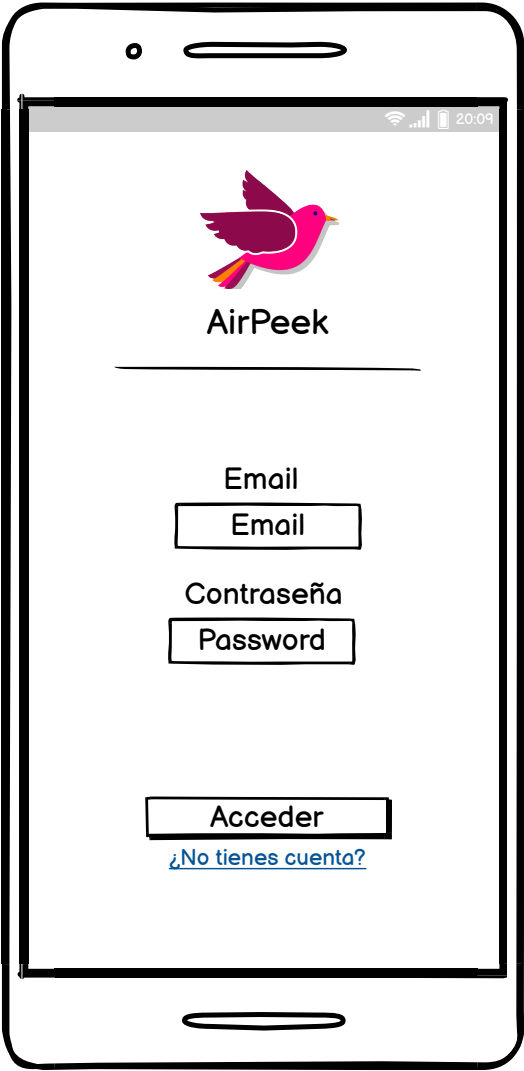 20:09
AirPeek
Email
Email
Contraseña
Password
Acceder
¿No tienes cuenta?